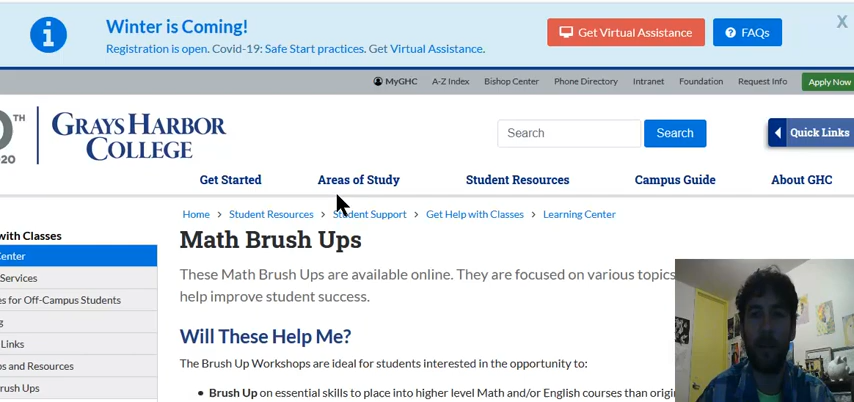 Winter is Coming!
Registration is open. Covid-19: Safe Start practices. Get Virtual Assistance.
Get Virtual Assistance
FAQs
X
MyGHC A-Z Index Bishop Center Phone Directory Intranet Foundation Request Info Apply Now
TH
GRAYS HARBOR
COLLEGE
020
Search
Search
Quick Links
Get Started Areas of Study Student Resources Campus Guide About GHC
Home > Student Resources > Student Support > Get Help with Classes > Learning Center
with Classes
Center
Services
es for Off-Campus Students
g
Links
ps and Resources
rush Ups
Math Brush Ups
These Math Brush Ups are available online. They are focused on various topics
help improve student success.
Will These Help Me?
The Brush Up Workshops are ideal for students interested in the opportunity to:
• Brush Up on essential skills to place into higher level Math and/or English courses than origin